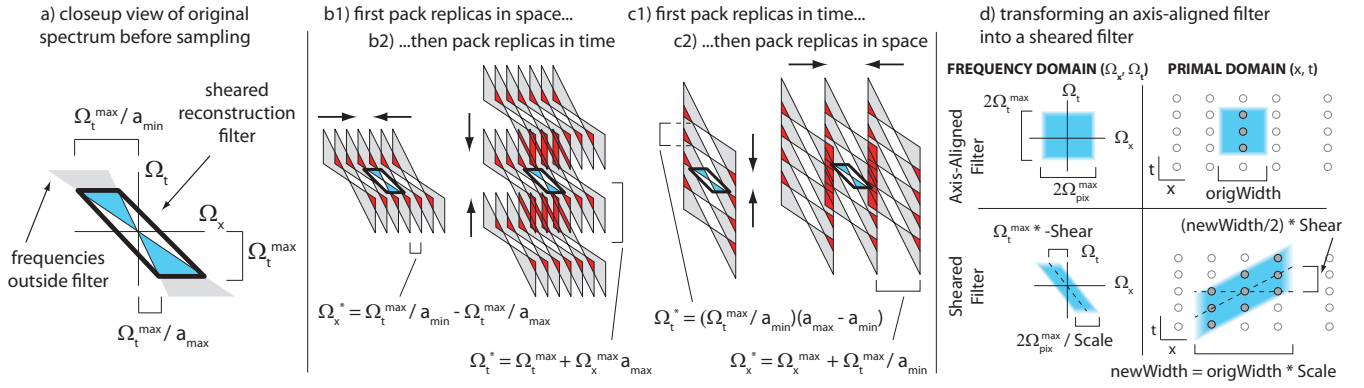 a) closeup view of original
spectrum before sampling
Ω_t^max / a_min
sheared
reconstruction
filter
Ω_t
Ω_x
Ω_t^max
frequencies
outside filter
Ω_t^max / a_max
b1) first pack replicas in space...
b2) ...then pack replicas in time
Ω_x^* = Ω_t^max / a_min - Ω_t^max / a_max
Ω_t^* = Ω_t^max + Ω_x^max a_max
c1) first pack replicas in time...
c2) ...then pack replicas in space
Ω_t^* = (Ω_t^max / a_min)(a_max - a_min)
Ω_x^* = Ω_x^max + Ω_t^max / a_min
d) transforming an axis-aligned filter
into a sheared filter
FREQUENCY DOMAIN (Ω_x, Ω_t)
PRIMAL DOMAIN (x, t)
Axis-Aligned
Filter
2Ω_t^max
Ω_t
Ω_x
2Ω_pix^max
t
x
origWidth
Sheared
Filter
Ω_t^max * -Shear
Ω_t
Ω_x
2Ω_pix^max / Scale
(newWidth/2) * Shear
t
x
newWidth = origWidth * Scale